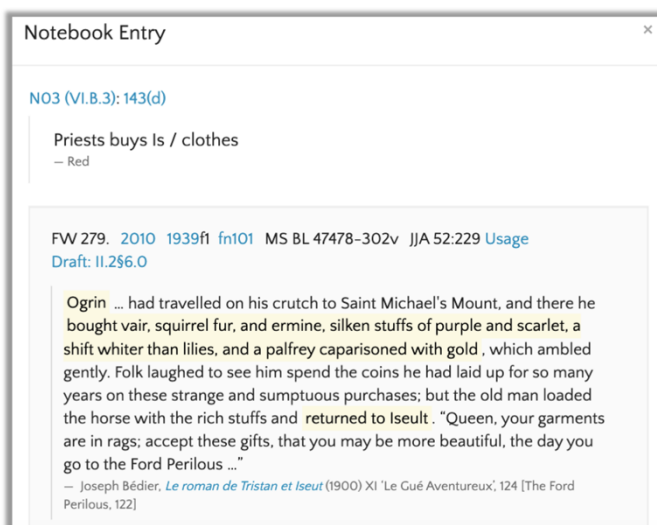 Notebook Entry
×
N03 (VI.B.3): 143(d)
Priests buys Is / clothes
— Red
FW 279. 2010 1939f1 fn101 MS BL 47478-302v JJA 52:229 Usage
Draft: II.2§6.0
Ogrin ... had travelled on his crutch to Saint Michael's Mount, and there he
bought vair, squirrel fur, and ermine, silken stuffs of purple and scarlet, a
shift whiter than lilies, and a palfrey caparisoned with gold , which ambled
gently. Folk laughed to see him spend the coins he had laid up for so many
years on these strange and sumptuous purchases; but the old man loaded
the horse with the rich stuffs and returned to Iseult . “Queen, your garments
are in rags; accept these gifts, that you may be more beautiful, the day you
go to the Ford Perilous ...”
— Joseph Bédier, Le roman de Tristan et Iseut (1900) XI ‘Le Gué Aventureux’, 124 [The Ford
Perilous, 122]